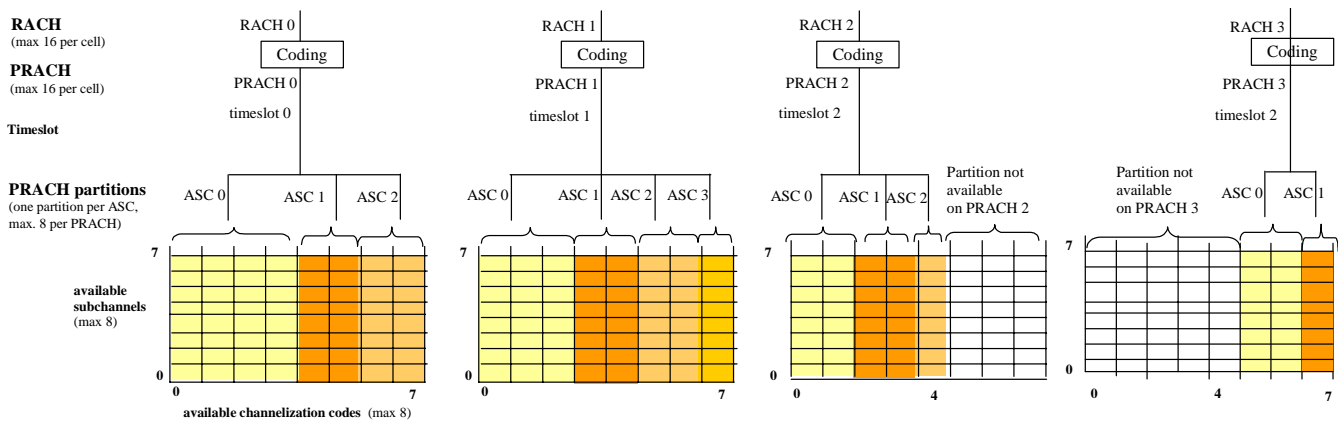 RACH
(max 16 per cell)
PRACH
(max 16 per cell)
Timeslot
PRACH partitions
(one partition per ASC,
max. 8 per PRACH)
available
subchannels
(max 8)
RACH 0
Coding
PRACH 0
timeslot 0
ASC 0
ASC 1
ASC 2
7
0
0
7
available channelization codes (max 8)
RACH 1
Coding
PRACH 1
timeslot 1
ASC 0
ASC 1
ASC 2
ASC 3
7
0
0
7
RACH 2
Coding
PRACH 2
timeslot 2
ASC 0
ASC 1
ASC 2
Partition not
available
on PRACH 2
7
0
0
4
RACH 3
Coding
PRACH 3
timeslot 2
Partition not
available
on PRACH 3
ASC 0
ASC 1
7
0
0
4
7